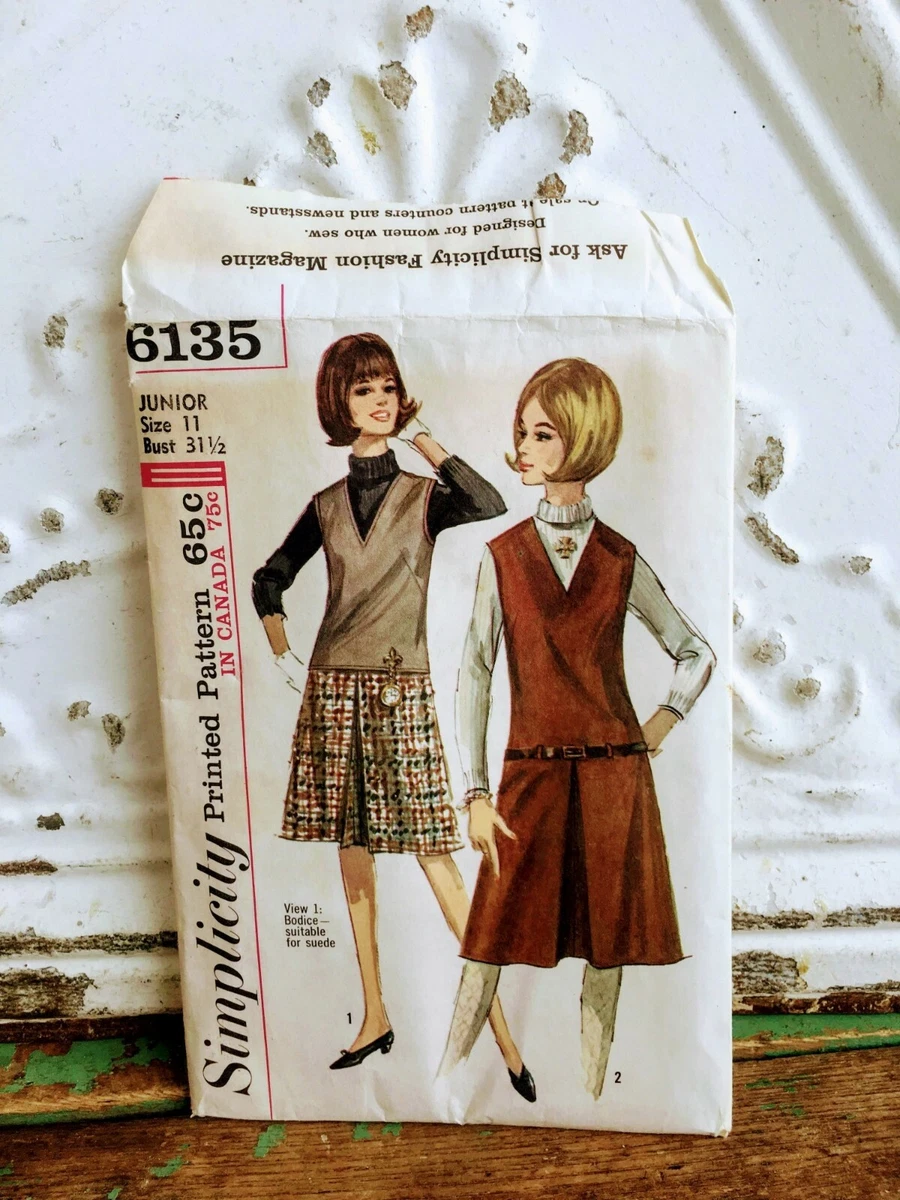 Ask for Simplicity Fashion Magazine
Designed for women who sew.
On sale at pattern counters and newsstands.
6135
JUNIOR
Size 11
Bust 31½
Simplicity Printed Pattern 65c
IN CANADA 75c
View 1:
Bodice—
suitable
for suede
1
2